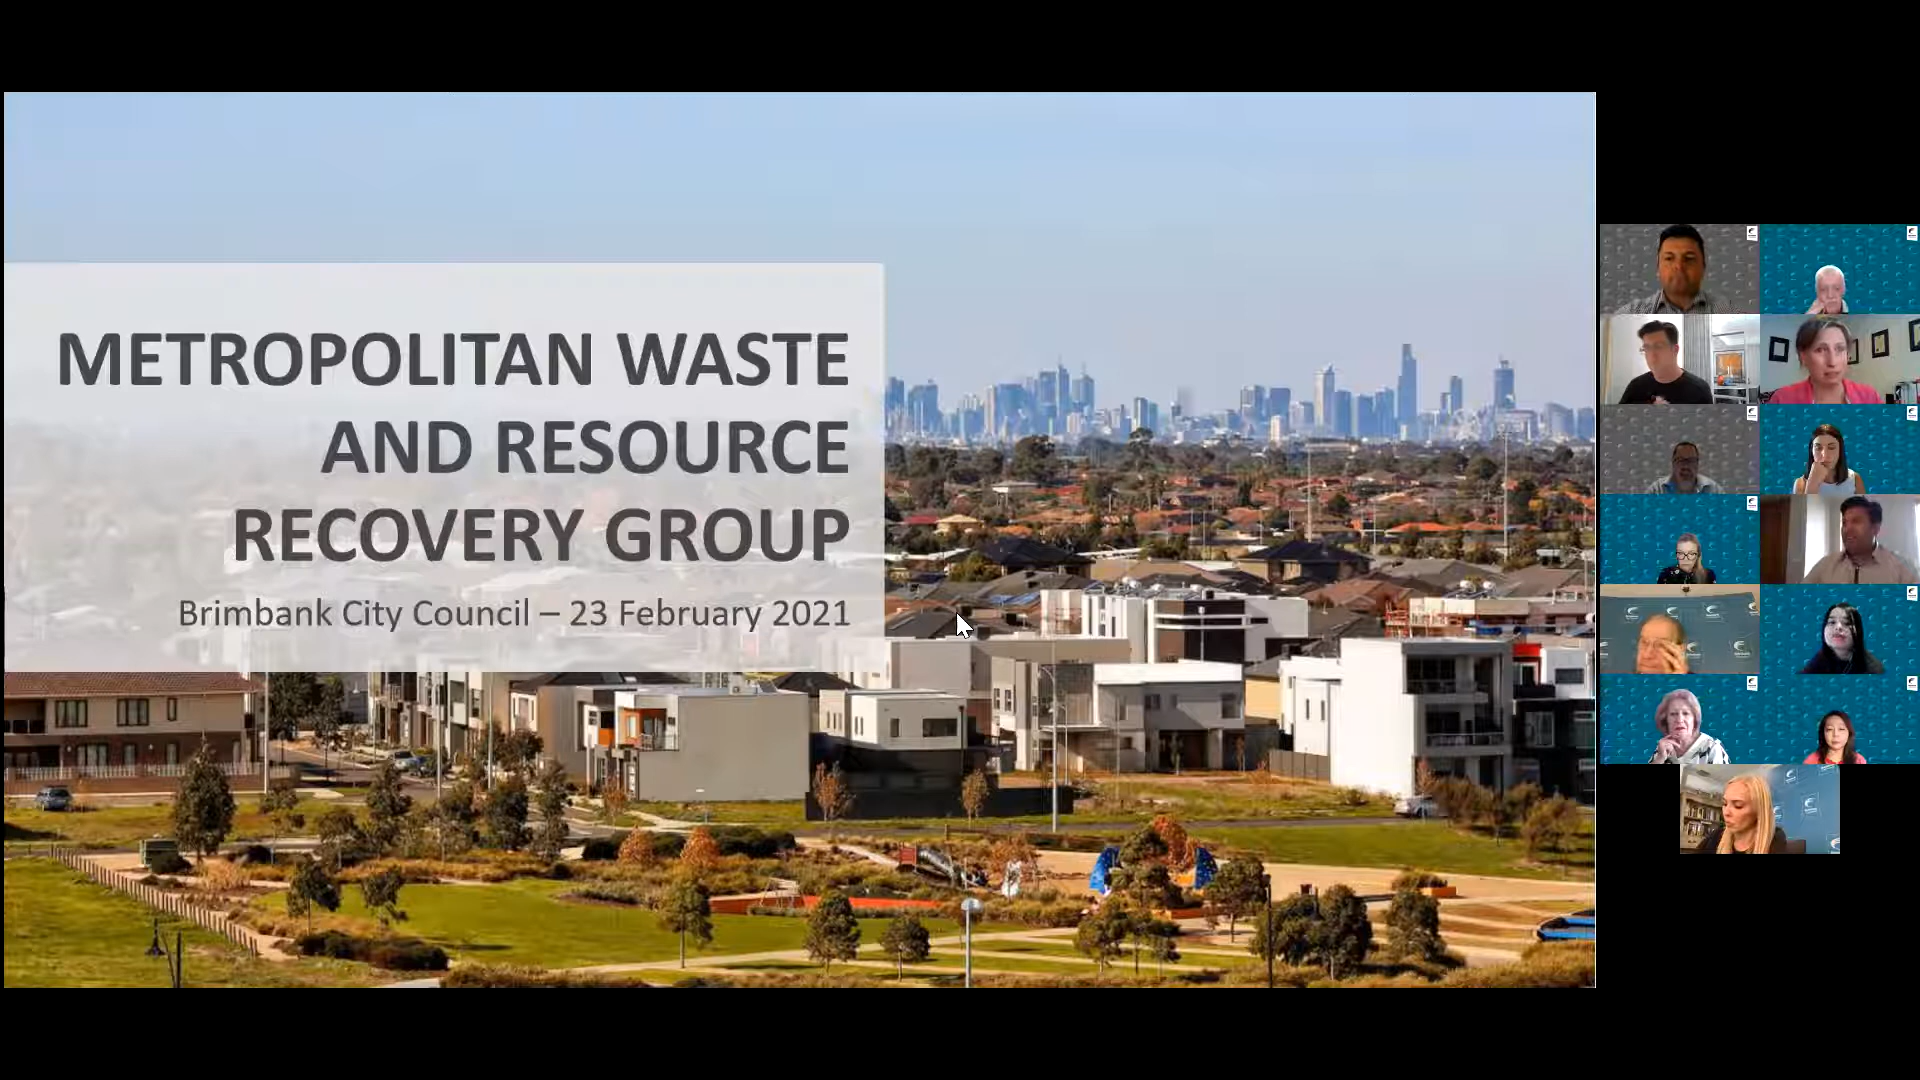 METROPOLITAN WASTE
AND RESOURCE
RECOVERY GROUP
Brimbank City Council – 23 February 2021